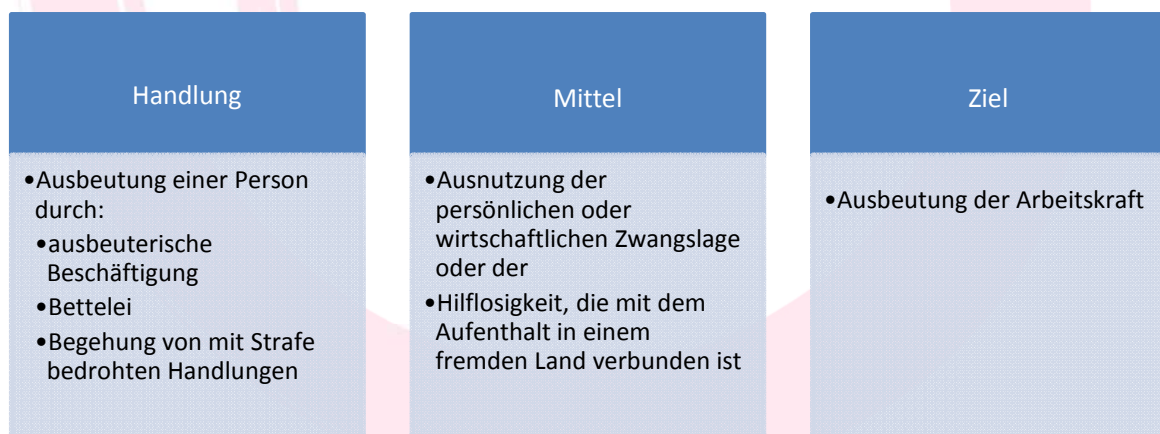 Handlung
•Ausbeutung einer Person
durch:
•ausbeuterische
Beschäftigung
•Bettelei
•Begehung von mit Strafe
bedrohten Handlungen
Mittel
•Ausnutzung der
persönlichen oder
wirtschaftlichen Zwangslage
oder der
•Hilflosigkeit, die mit dem
Aufenthalt in einem
fremden Land verbunden ist
Ziel
•Ausbeutung der Arbeitskraft